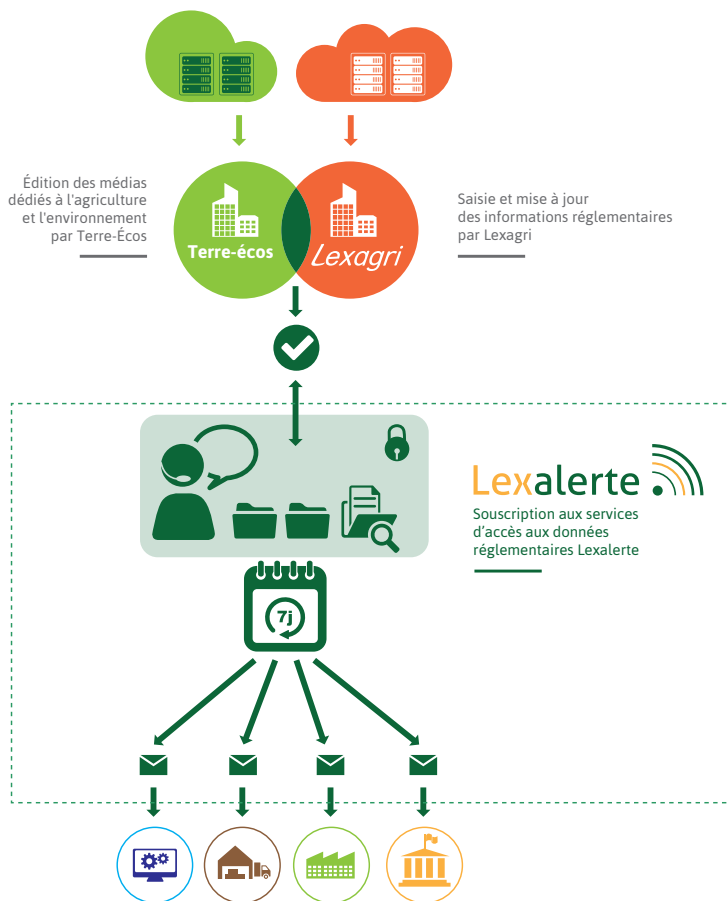 Édition des médias
dédiés à l'agriculture
et l'environnement
par Terre-Écos
Terre-écos
Lexagri
Saisie et mise à jour
des informations réglementaires
par Lexagri
Lexalerte
Souscription aux services
d'accès aux données
réglementaires Lexalerte
7j